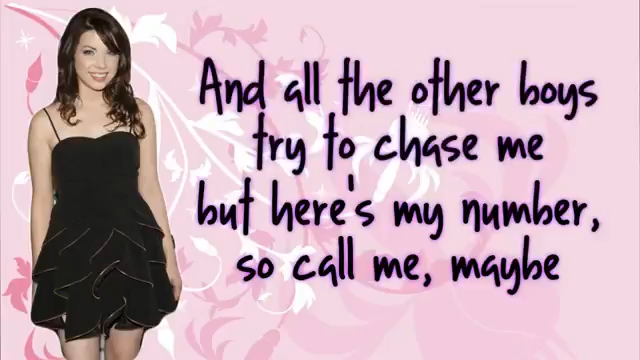 And all the other boys
try to chase me
but here's my number,
so call me, maybe